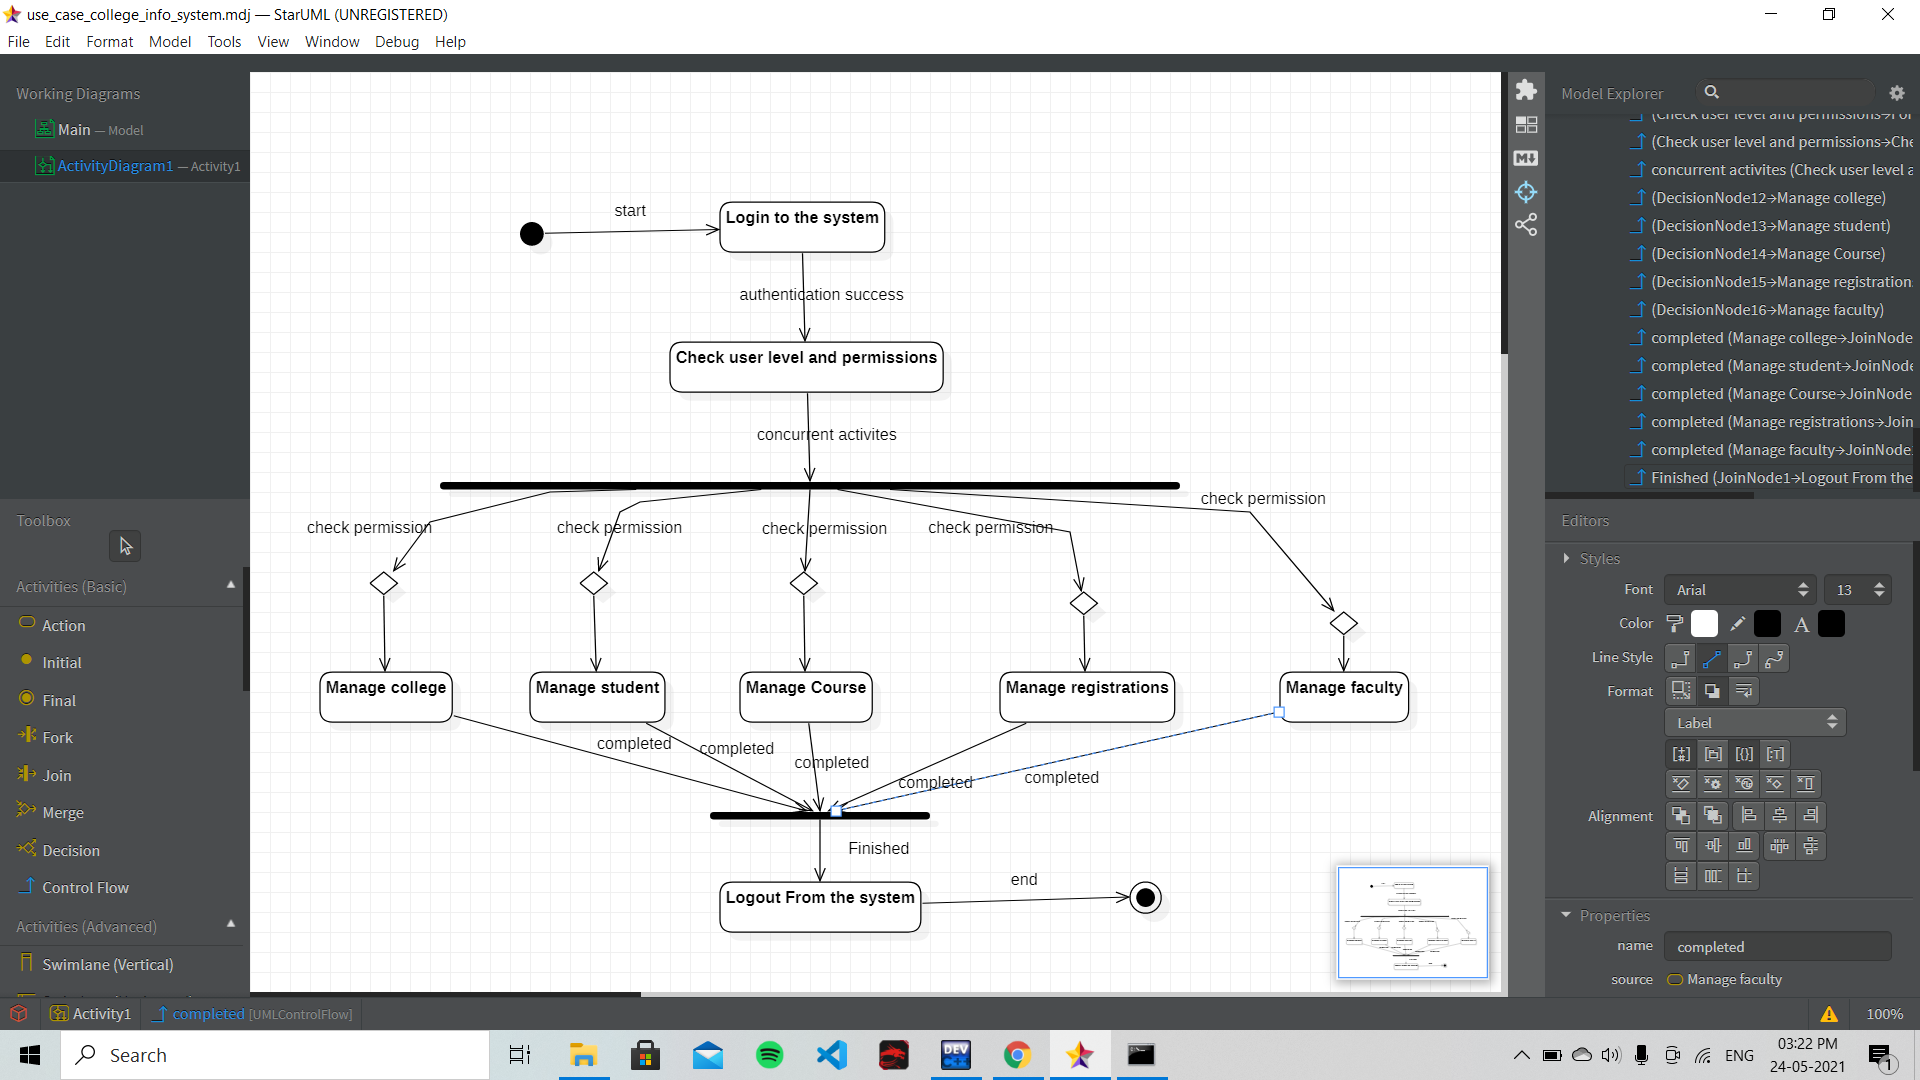 use_case_college_info_system.mdj — StarUML (UNREGISTERED)
File Edit Format Model Tools View Window Debug Help
Working Diagrams
Main — Model
ActivityDiagram1 — Activity1
Toolbox
Activities (Basic)
Action
Initial
Final
Fork
Join
Merge
Decision
Control Flow
Activities (Advanced)
Swimlane (Vertical)
start
Login to the system
authentication success
Check user level and permissions
concurrent activites
check permission
check permission
check permission
check permission
check permission
Manage college
Manage student
Manage Course
Manage registrations
Manage faculty
completed
completed
completed
completed
completed
Finished
Logout From the system
end
Model Explorer
(Check user level and permissions→For
(Check user level and permissions→Che
concurrent activites (Check user level a
(DecisionNode12→Manage college)
(DecisionNode13→Manage student)
(DecisionNode14→Manage Course)
(DecisionNode15→Manage registration
(DecisionNode16→Manage faculty)
completed (Manage college→JoinNode
completed (Manage student→JoinNode
completed (Manage Course→JoinNode
completed (Manage registrations→Join
completed (Manage faculty→JoinNode
Finished (JoinNode1→Logout From the
Editors
Styles
Font Arial 13
Color A
Line Style
Format
Label
Alignment
Properties
name completed
source Manage faculty
Activity1 completed [UMLControlFlow] 100%
Search
DEV C++
ENG
03:22 PM
24-05-2021
1